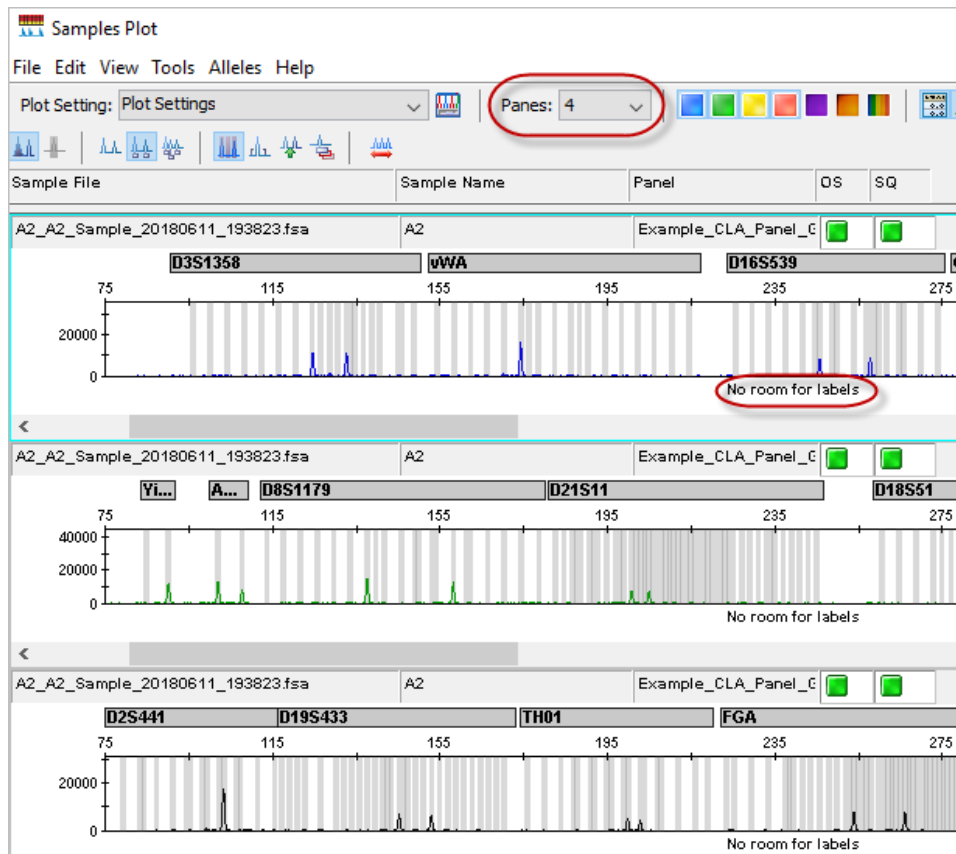 Samples Plot
File Edit View Tools Alleles Help
Plot Setting: Plot Settings Panes: 4
Sample File Sample Name Panel OS SQ
A2_A2_Sample_20180611_193823.fsa A2 Example_CLA_Panel_G
D3S1358 vWA D16S539
75 115 155 195 235 275
20000
0
No room for labels
A2_A2_Sample_20180611_193823.fsa A2 Example_CLA_Panel_G
Yi... A... D8S1179 D21S11 D18S51
75 115 155 195 235 275
40000
20000
0
No room for labels
A2_A2_Sample_20180611_193823.fsa A2 Example_CLA_Panel_G
D2S441 D19S433 TH01 FGA
75 115 155 195 235 275
20000
0
No room for labels